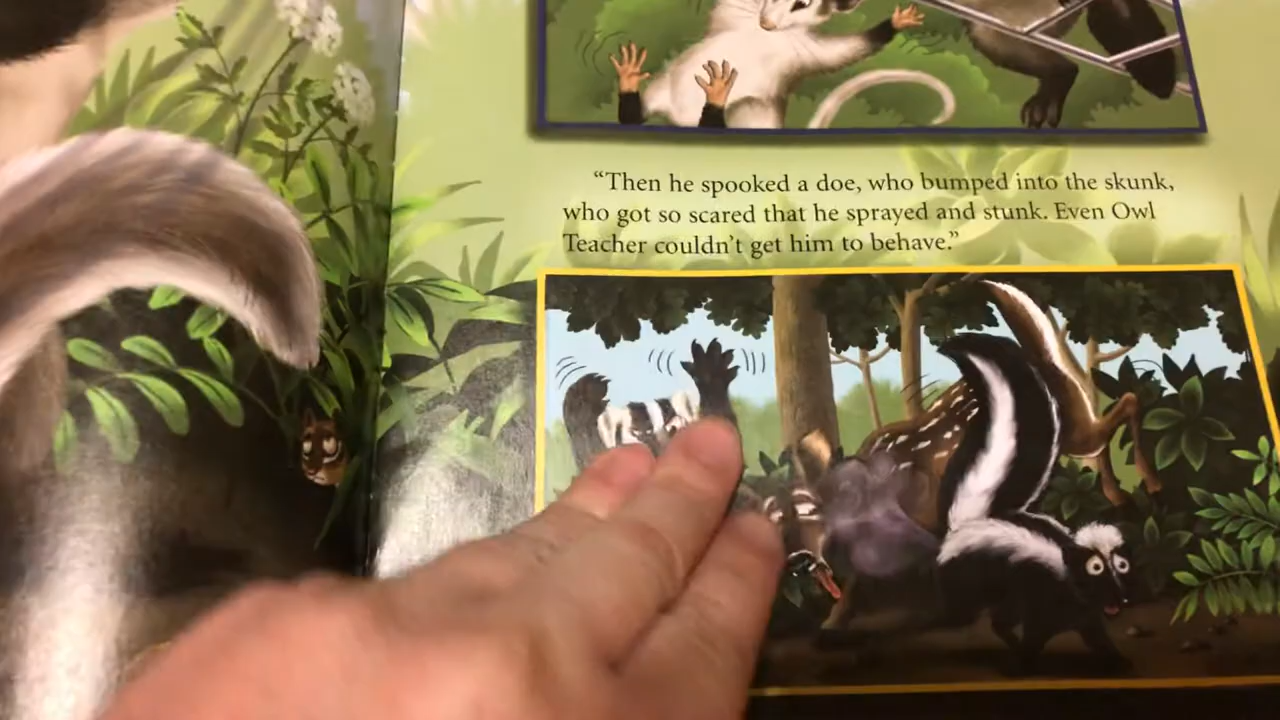 “Then he spooked a doe, who bumped into the skunk,
who got so scared that he sprayed and stunk. Even Owl
Teacher couldn’t get him to behave.”